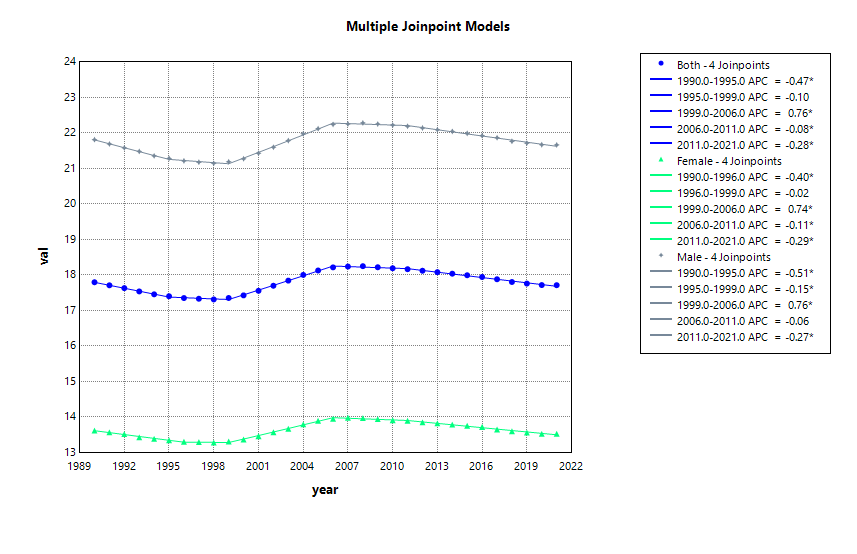 Multiple Joinpoint Models
24
23
22
21
20
19
18
17
16
15
14
13
val
1989 1992 1995 1998 2001 2004 2007 2010 2013 2016 2019 2022
year
Both - 4 Joinpoints
1990.0-1995.0 APC = -0.47*
1995.0-1999.0 APC = -0.10
1999.0-2006.0 APC = 0.76*
2006.0-2011.0 APC = -0.08*
2011.0-2021.0 APC = -0.28*
Female - 4 Joinpoints
1990.0-1996.0 APC = -0.40*
1996.0-1999.0 APC = -0.02
1999.0-2006.0 APC = 0.74*
2006.0-2011.0 APC = -0.11*
2011.0-2021.0 APC = -0.29*
Male - 4 Joinpoints
1990.0-1995.0 APC = -0.51*
1995.0-1999.0 APC = -0.15*
1999.0-2006.0 APC = 0.76*
2006.0-2011.0 APC = -0.06
2011.0-2021.0 APC = -0.27*